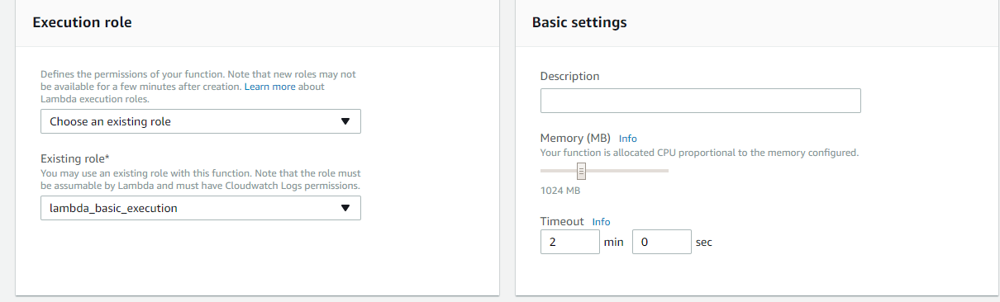 Execution role
Defines the permissions of your function. Note that new roles may not
be available for a few minutes after creation. Learn more about
Lambda execution roles.
Choose an existing role
Existing role*
You may use an existing role with this function. Note that the role must
be assumable by Lambda and must have Cloudwatch Logs permissions.
lambda_basic_execution
Basic settings
Description
Memory (MB) Info
Your function is allocated CPU proportional to the memory configured.
1024 MB
Timeout Info
2 min 0 sec